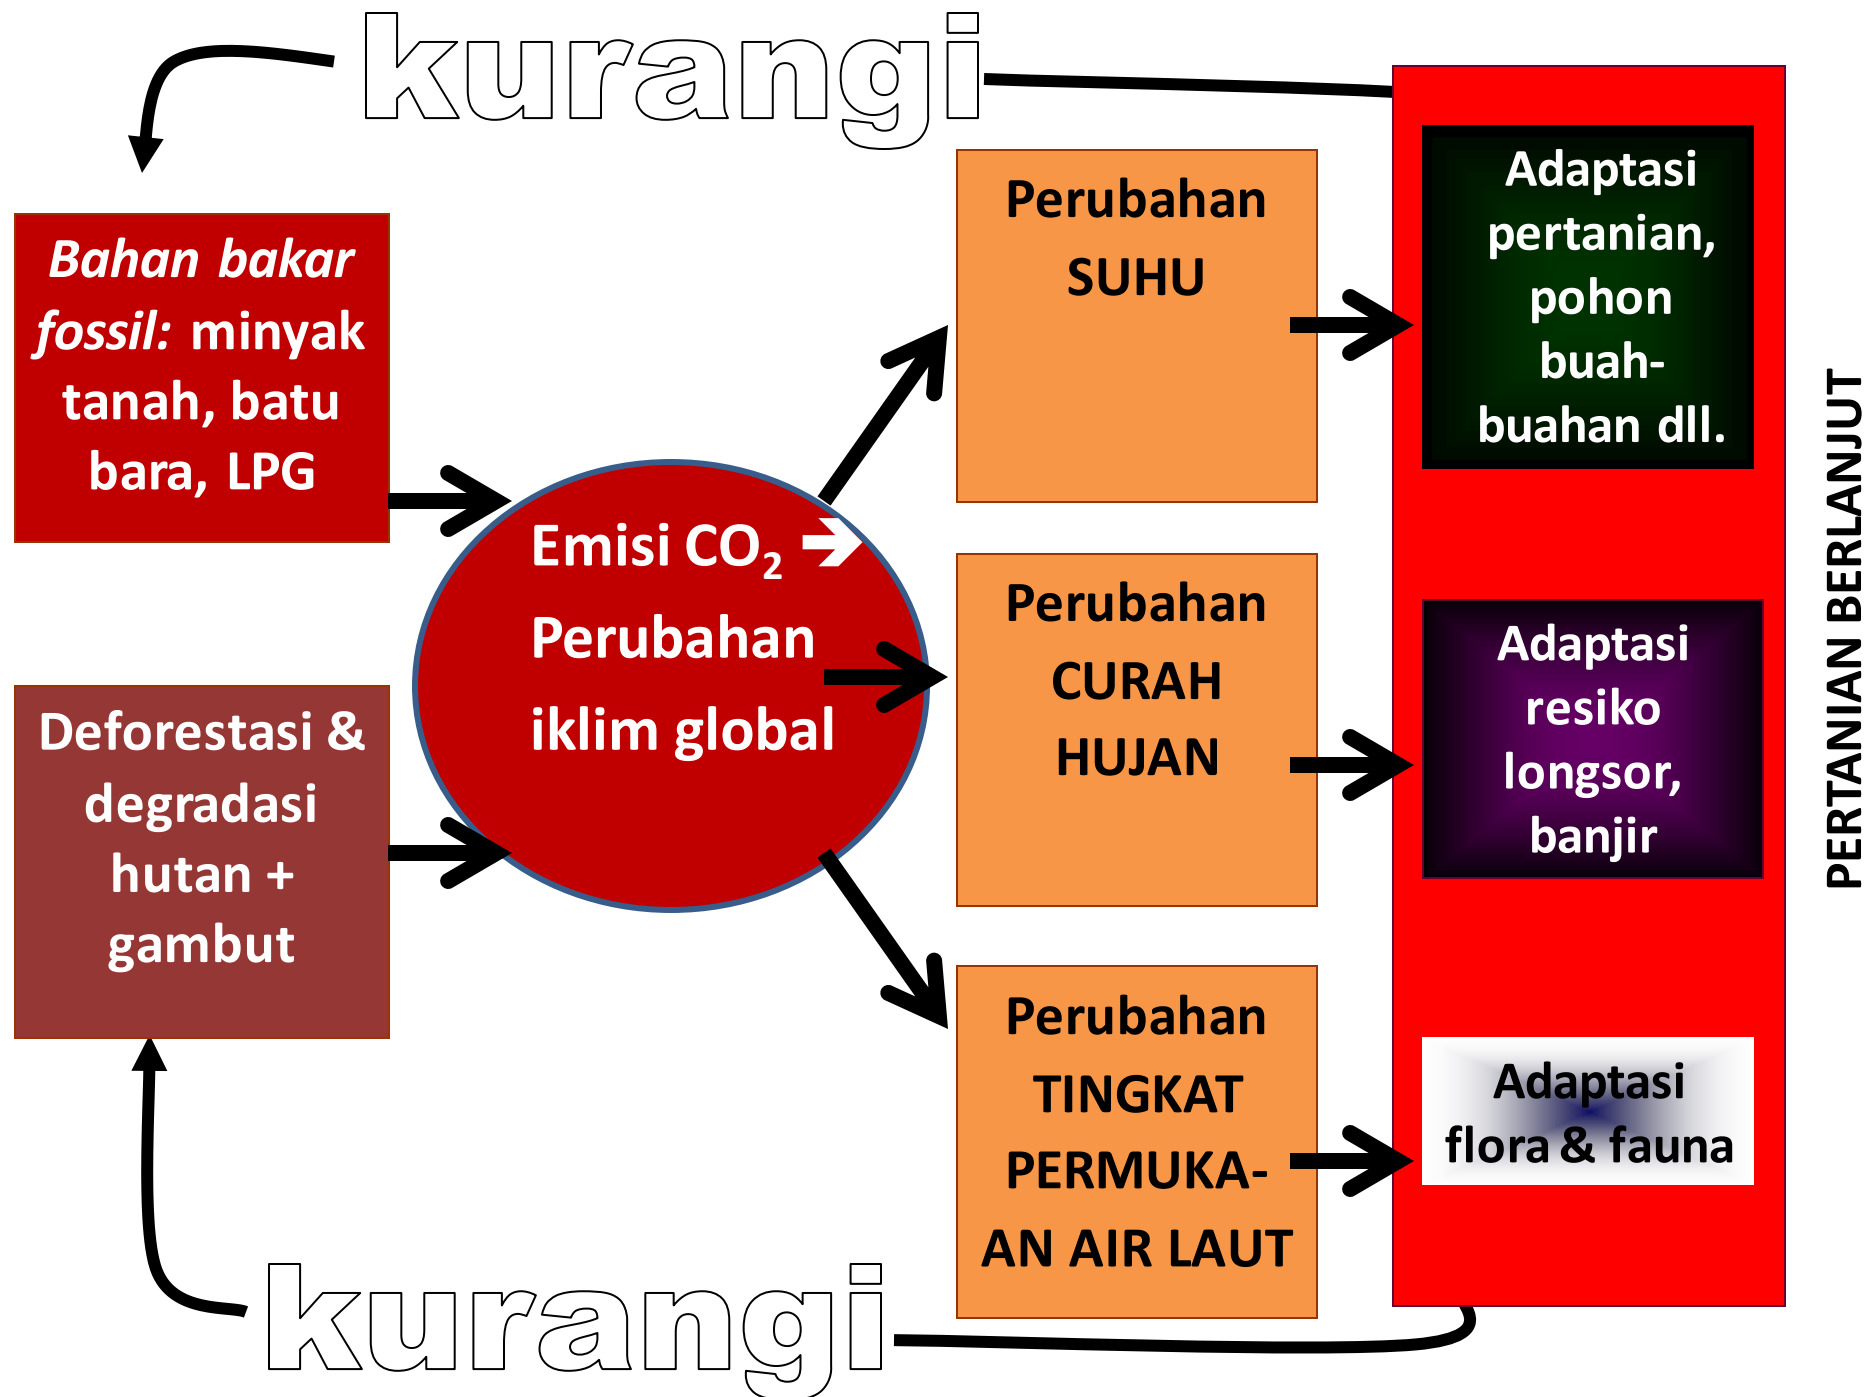 kurangi
Bahan bakar
fossil: minyak
tanah, batu
bara, LPG
Deforestasi &
degradasi
hutan +
gambut
Emisi CO₂ ➔
Perubahan
iklim global
Perubahan
SUHU
Perubahan
CURAH
HUJAN
Perubahan
TINGKAT
PERMUKA-
AN AIR LAUT
Adaptasi
pertanian,
pohon
buah-
buahan dll.
Adaptasi
resiko
longsor,
banjir
Adaptasi
flora & fauna
PERTANIAN BERLANJUT
kurangi